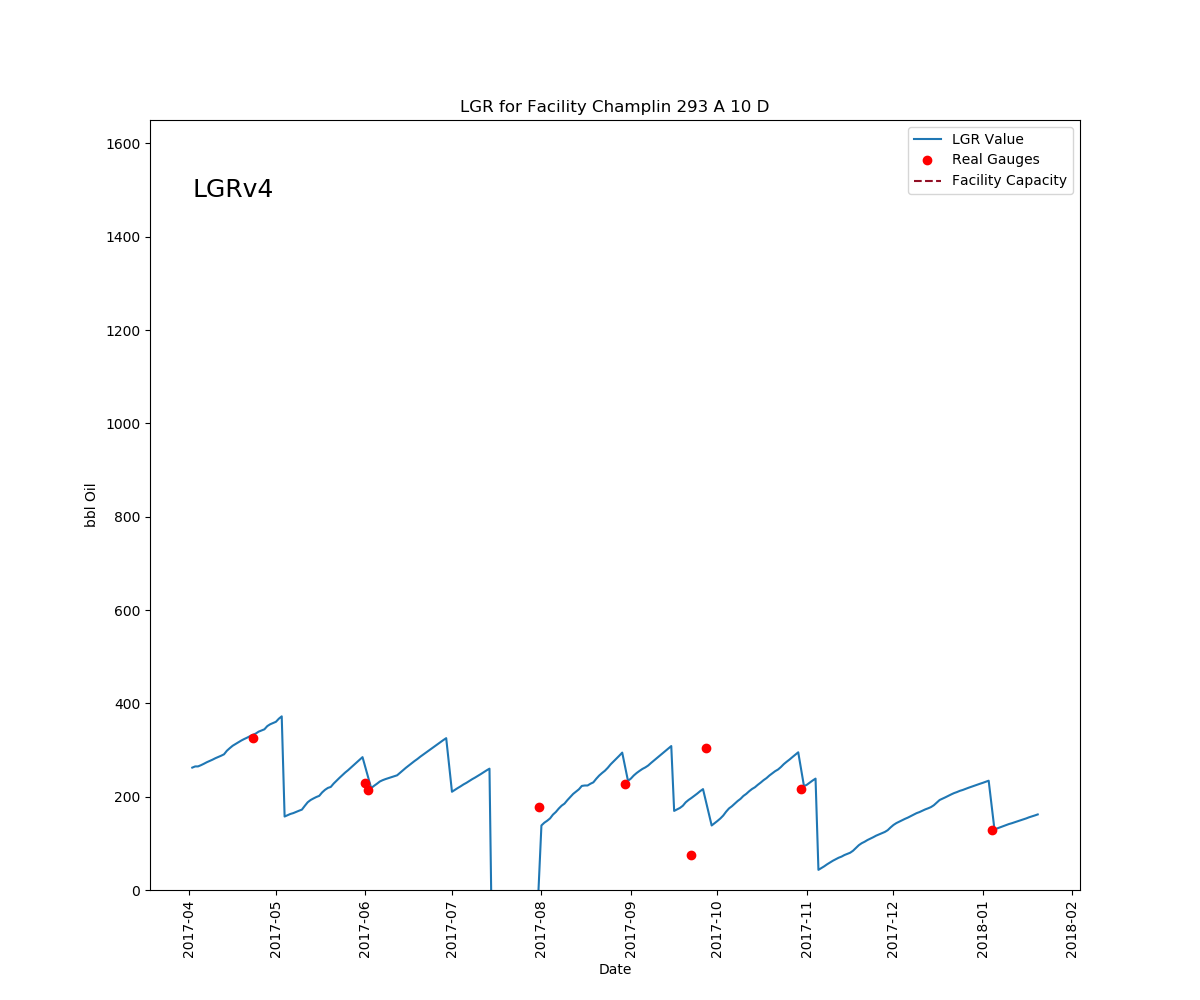 LGR for Facility Champlin 293 A 10 D
LGRv4
LGR Value
Real Gauges
Facility Capacity
bbl Oil
1600
1400
1200
1000
800
600
400
200
0
2017-04
2017-05
2017-06
2017-07
2017-08
2017-09
2017-10
2017-11
2017-12
2018-01
2018-02
Date